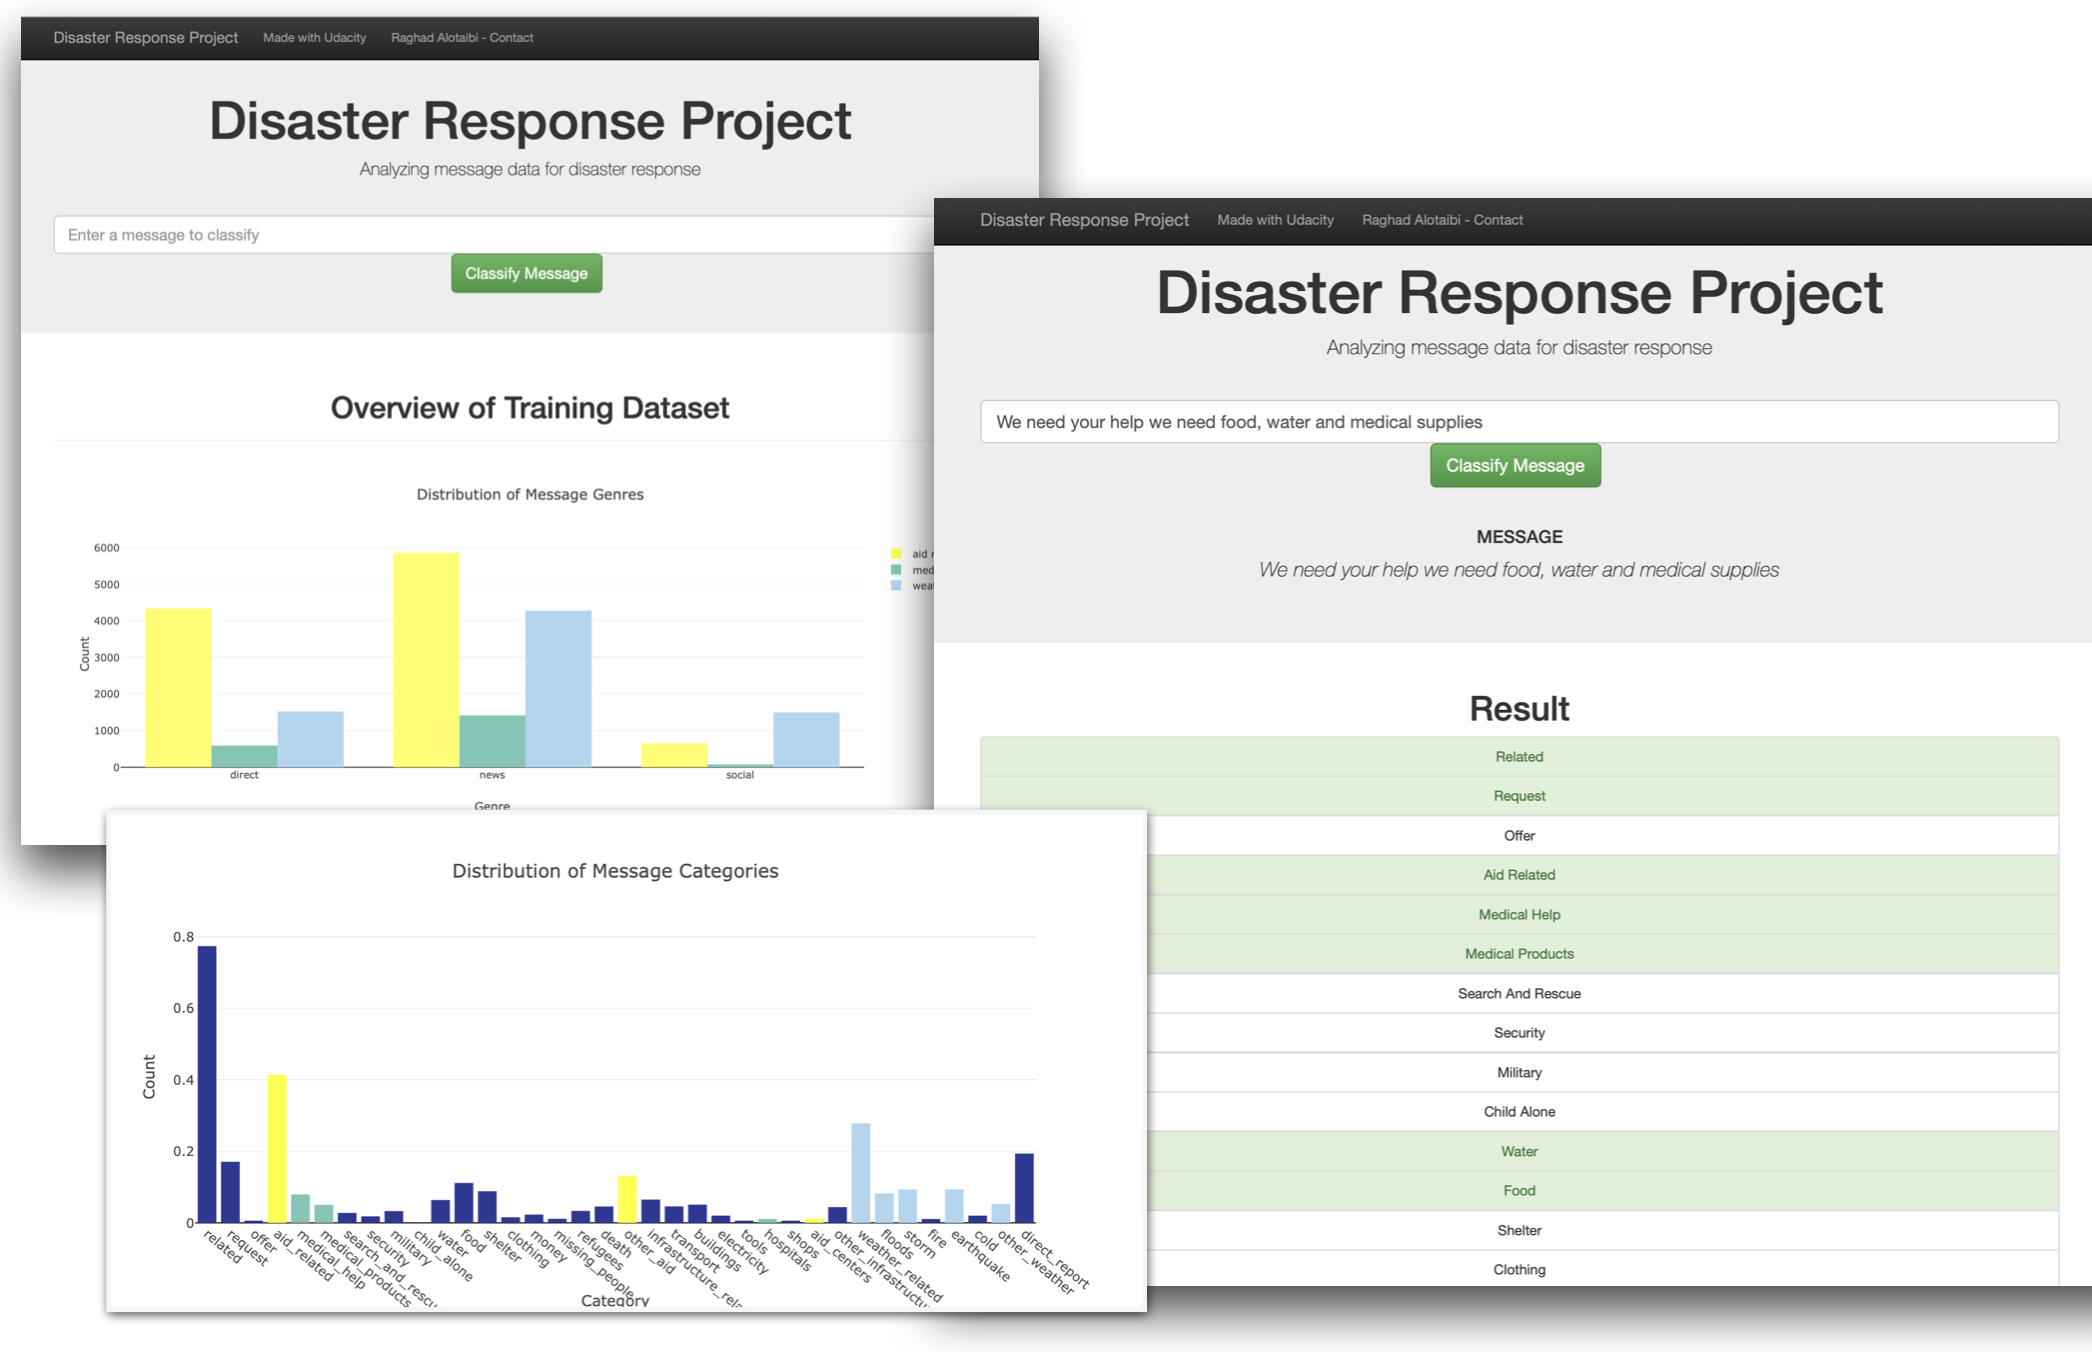 Disaster Response Project Made with Udacity Raghad Alotaibi - Contact
Disaster Response Project
Analyzing message data for disaster response
Enter a message to classify
Classify Message
Overview of Training Dataset
Distribution of Message Genres
6000
5000
4000
3000
2000
1000
0
Count
direct news social
Genre
aid
med
wea
Disaster Response Project Made with Udacity Raghad Alotaibi - Contact
Disaster Response Project
Analyzing message data for disaster response
We need your help we need food, water and medical supplies
Classify Message
MESSAGE
We need your help we need food, water and medical supplies
Result
Related
Request
Offer
Aid Related
Medical Help
Medical Products
Search And Rescue
Security
Military
Child Alone
Water
Food
Shelter
Clothing
Distribution of Message Categories
0.8
0.6
0.4
0.2
0
Count
related
request
offer
aid_related
medical_help
medical_products
search_and_rescu
security
military
child_alone
water
food
shelter
clothing
money
missing_people
refugees
death
other_aid
infrastructure_rela
transport
buildings
electricity
tools
hospitals
shops
aid_centers
other_infrastructu
weather_related
floods
storm
fire
earthquake
cold
other_weather
direct_report
Category